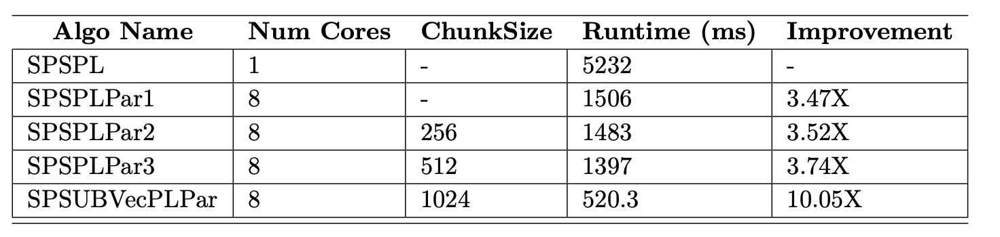 Algo Name Num Cores ChunkSize Runtime (ms) Improvement
SPSPL 1 - 5232 -
SPSPLPar1 8 - 1506 3.47X
SPSPLPar2 8 256 1483 3.52X
SPSPLPar3 8 512 1397 3.74X
SPSUBVecPLPar 8 1024 520.3 10.05X